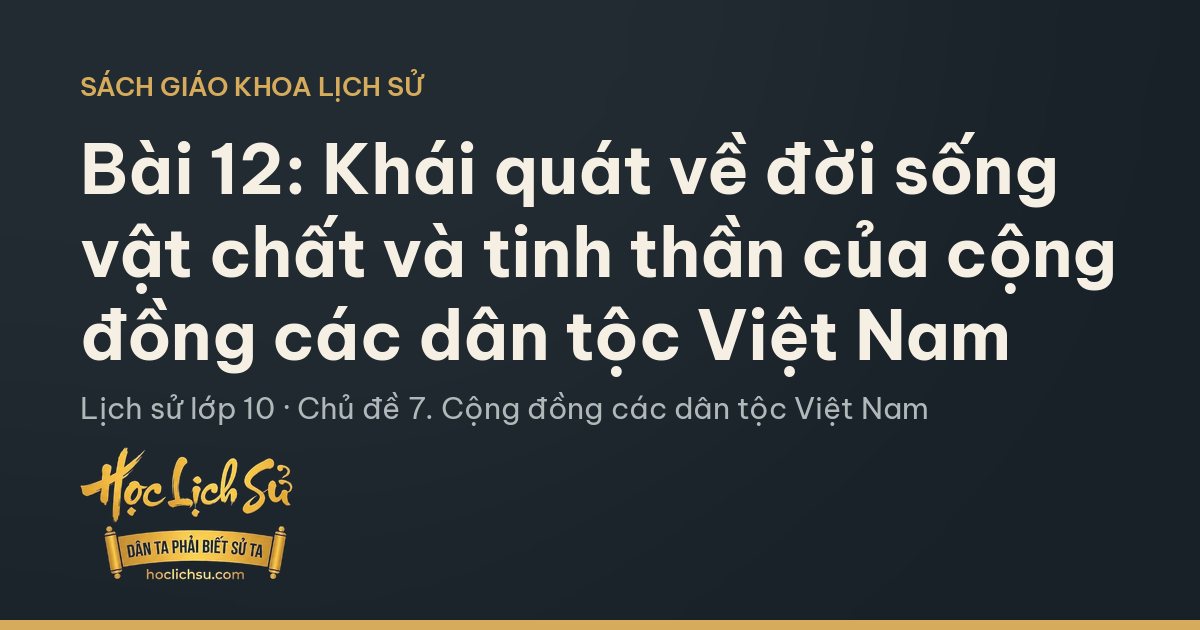 SÁCH GIÁO KHOA LỊCH SỬ
Bài 12: Khái quát về đời sống
vật chất và tinh thần của cộng
đồng các dân tộc Việt Nam
Lịch sử lớp 10 · Chủ đề 7. Cộng đồng các dân tộc Việt Nam
Học Lịch Sử
DÂN TA PHẢI BIẾT SỬ TA
hoclichsu.com